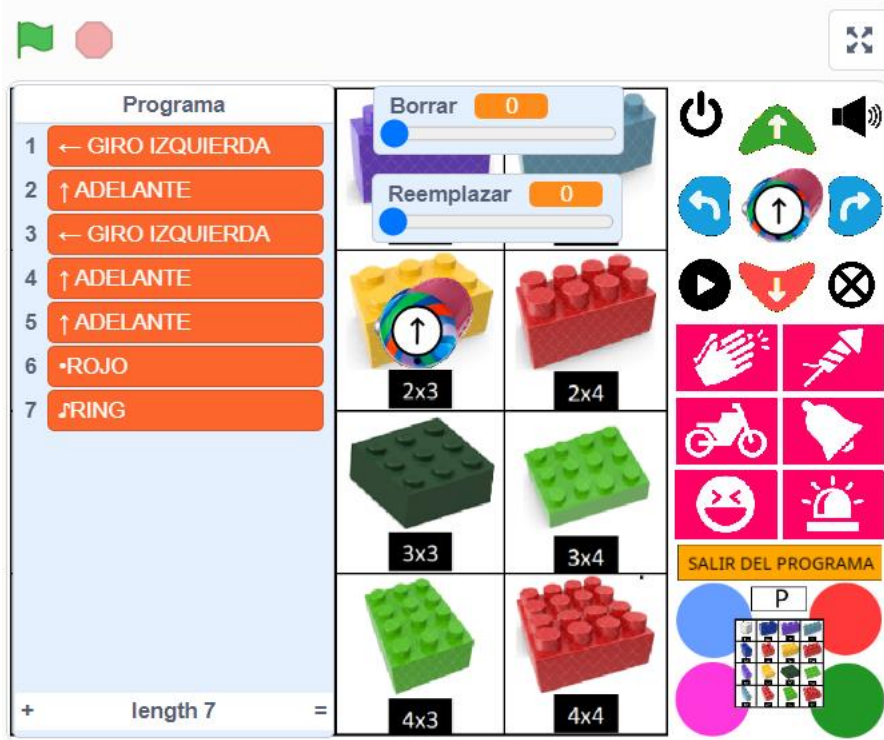 Programa
1 ← GIRO IZQUIERDA
2 ↑ ADELANTE
3 ← GIRO IZQUIERDA
4 ↑ ADELANTE
5 ↑ ADELANTE
6 •ROJO
7 ♪RING
+ length 7 =
Borrar 0
Reemplazar 0
2x3 2x4
3x3 3x4
4x3 4x4
SALIR DEL PROGRAMA
P